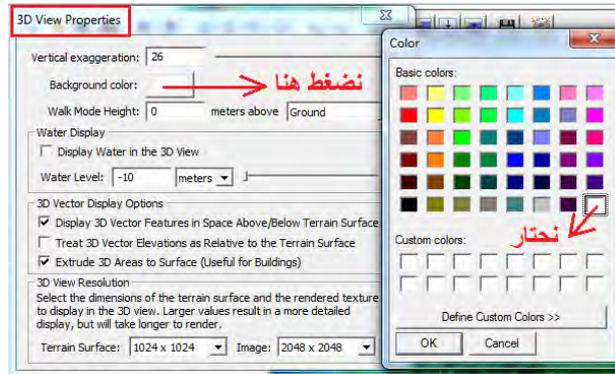 3D View Properties
Vertical exaggeration: 26
Background color:
نضغط هنا
Walk Mode Height: 0 meters above Ground
Water Display
Display Water in the 3D View
Water Level: -10 meters
3D Vector Display Options
Display 3D Vector Features in Space Above/Below Terrain Surface
Treat 3D Vector Elevations as Relative to the Terrain Surface
Extrude 3D Areas to Surface (Useful for Buildings)
3D View Resolution
Select the dimensions of the terrain surface and the rendered texture
to display in the 3D view. Larger values result in a more detailed
display, but will take longer to render.
Terrain Surface: 1024 x 1024 Image: 2048 x 2048
Color
Basic colors:
نختار
Custom colors:
Define Custom Colors >>
OK Cancel